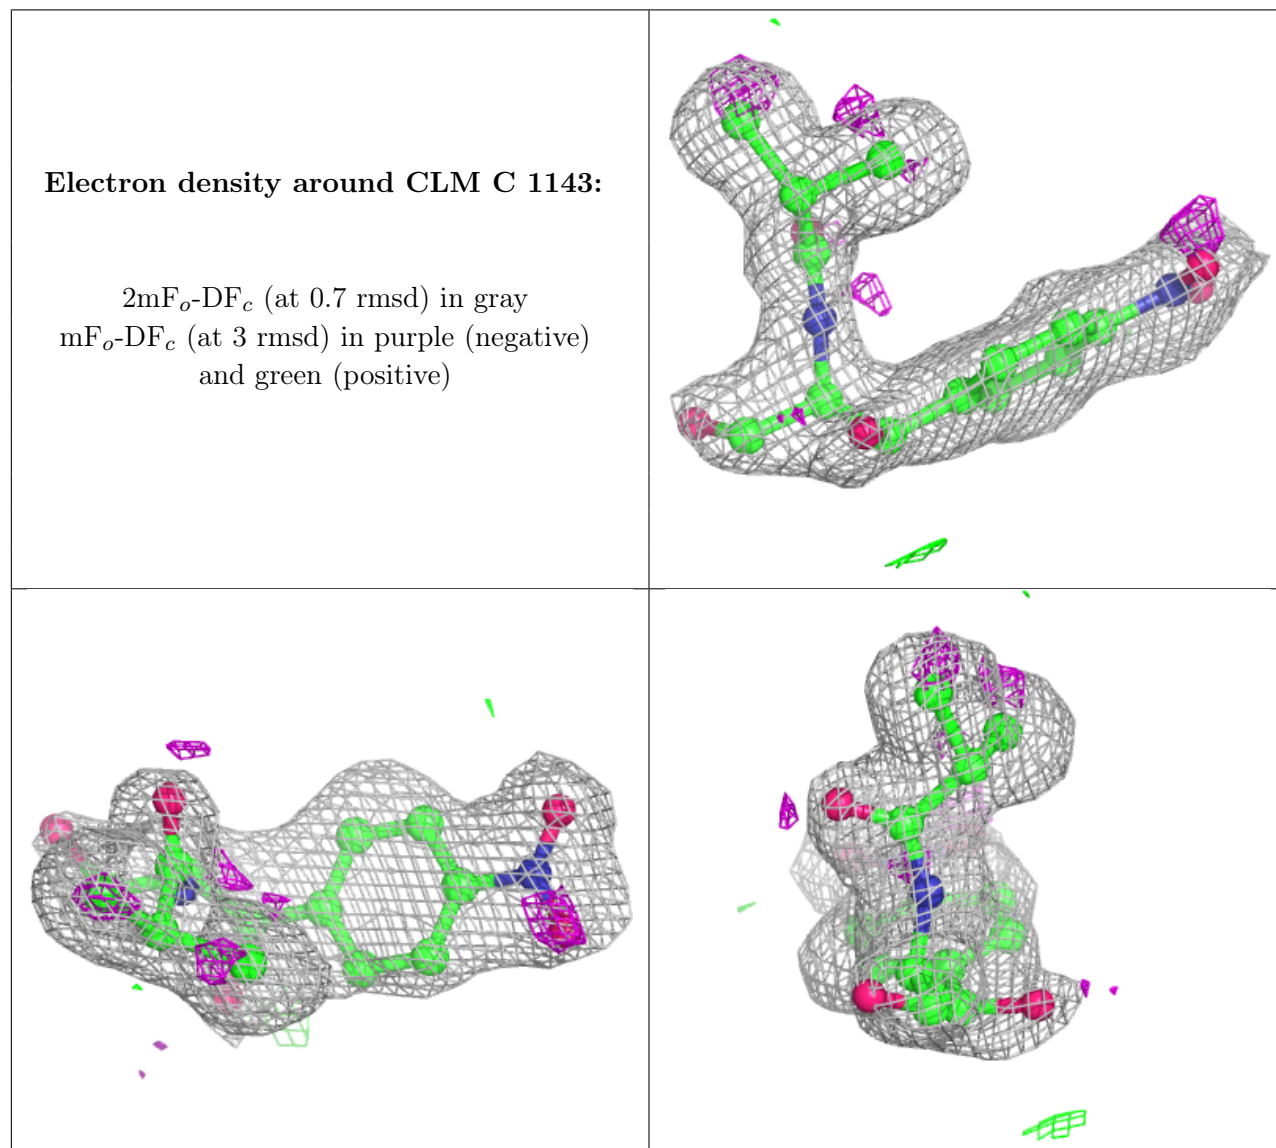 Electron density around CLM C 1143:
2mFo-DFc (at 0.7 rmsd) in gray
mFo-DFc (at 3 rmsd) in purple (negative)
and green (positive)